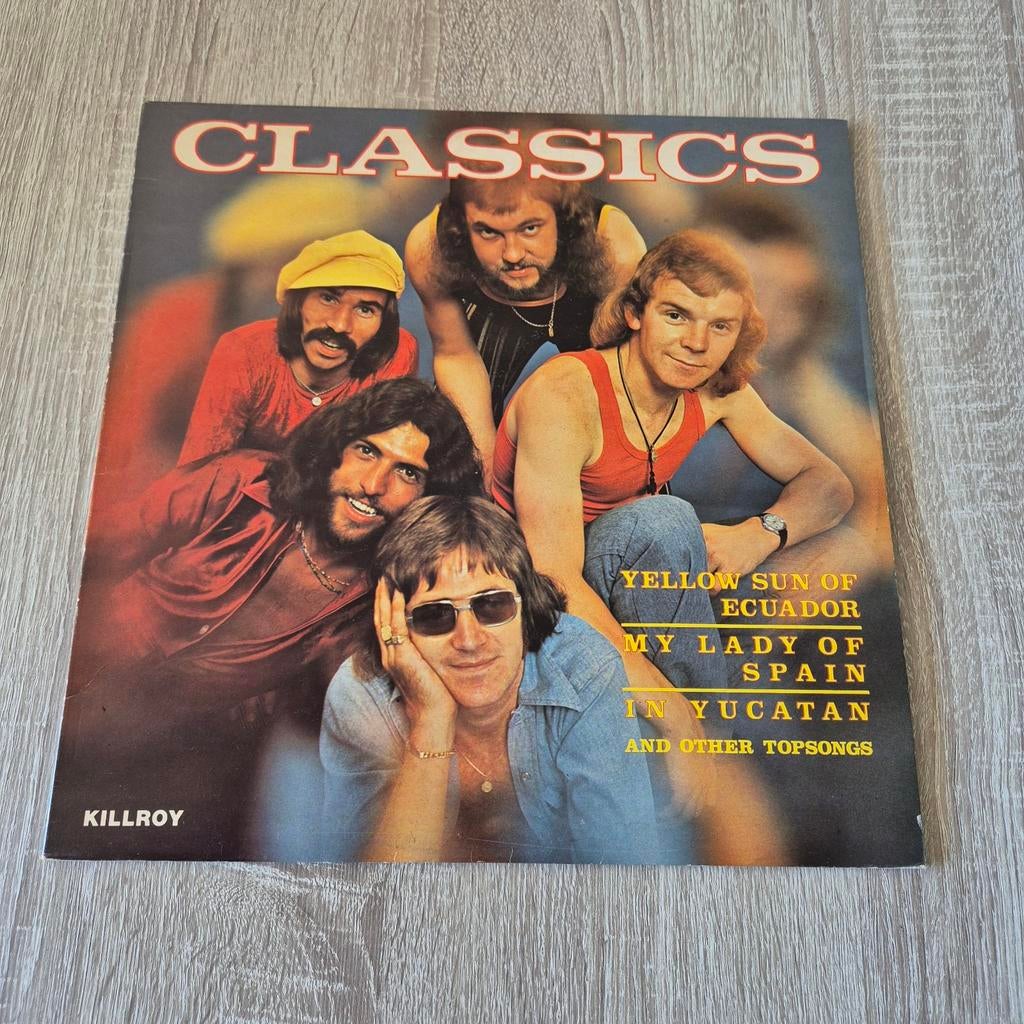 CLASSICS
YELLOW SUN OF
ECUADOR
MY LADY OF
SPAIN
IN YUCATAN
AND OTHER TOPSONGS
KILLROY